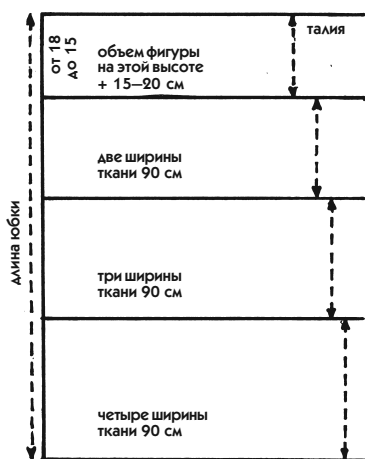 талия
от 18
до 15
объем фигуры
на этой высоте
+ 15–20 см
две ширины
ткани 90 см
длина юбки
три ширины
ткани 90 см
четыре ширины
ткани 90 см